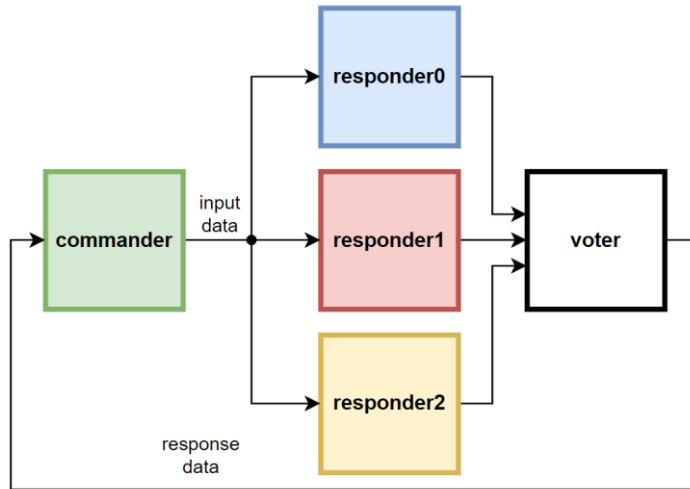 responder0
input
data
commander
responder1
voter
responder2
response
data